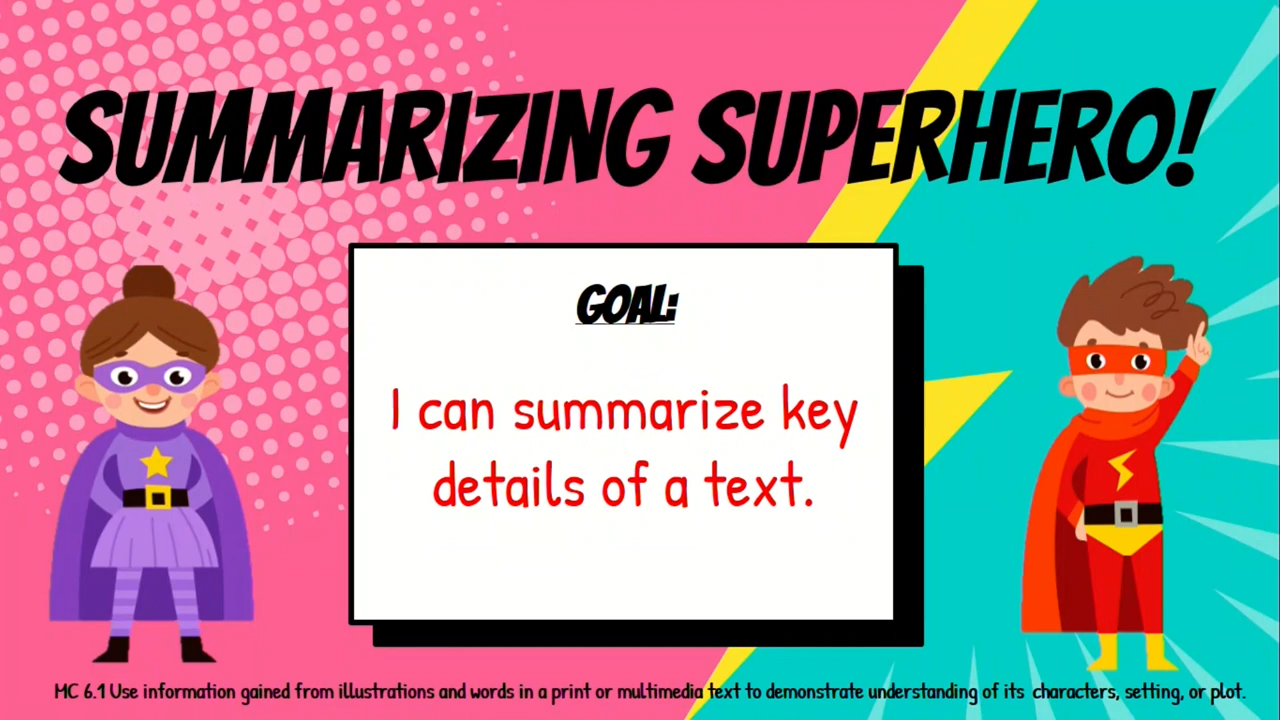 SUMMARIZING SUPERHERO!
GOAL:
I can summarize key
details of a text.
MC 6.1 Use information gained from illustrations and words in a print or multimedia text to demonstrate understanding of its characters, setting, or plot.